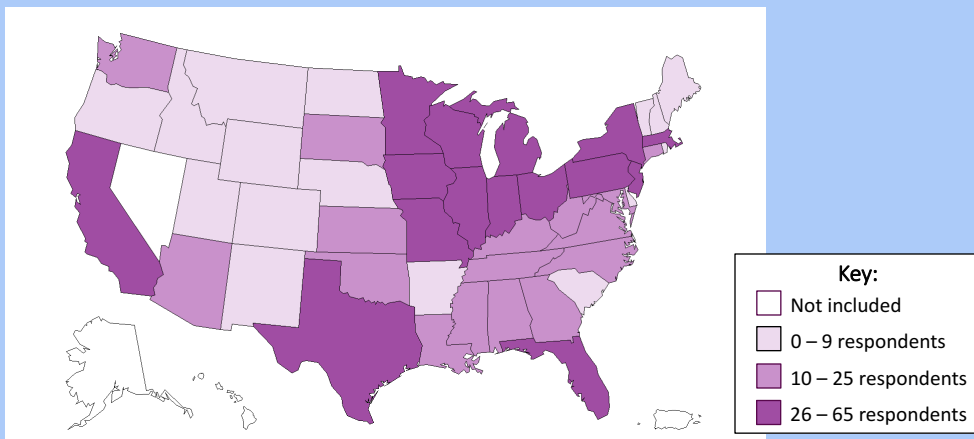 Key:
Not included
0 – 9 respondents
10 – 25 respondents
26 – 65 respondents